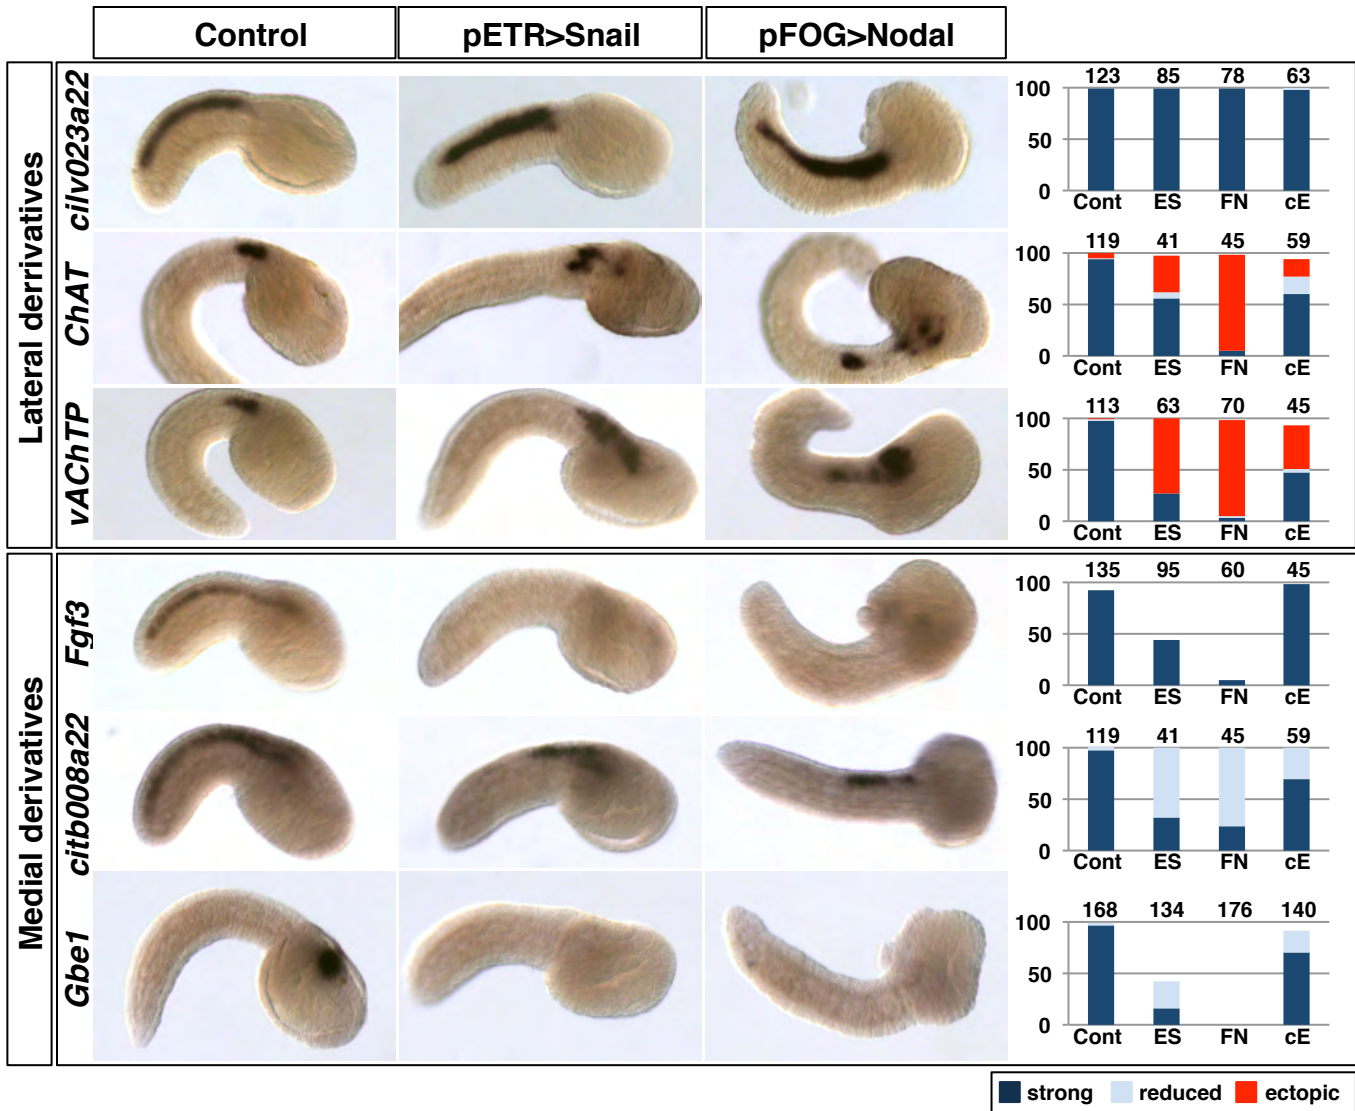 Control pETR>Snail pFOG>Nodal
Lateral derrivatives
cilv023a22
123 85 78 63
100
50
0
Cont ES FN cE
ChAT
119 41 45 59
100
50
0
Cont ES FN cE
vAChTP
113 63 70 45
100
50
0
Cont ES FN cE
Medial derivatives
Fgf3
135 95 60 45
100
50
0
Cont ES FN cE
citb008a22
119 41 45 59
100
50
0
Cont ES FN cE
Gbe1
168 134 176 140
100
50
0
Cont ES FN cE
strong reduced ectopic